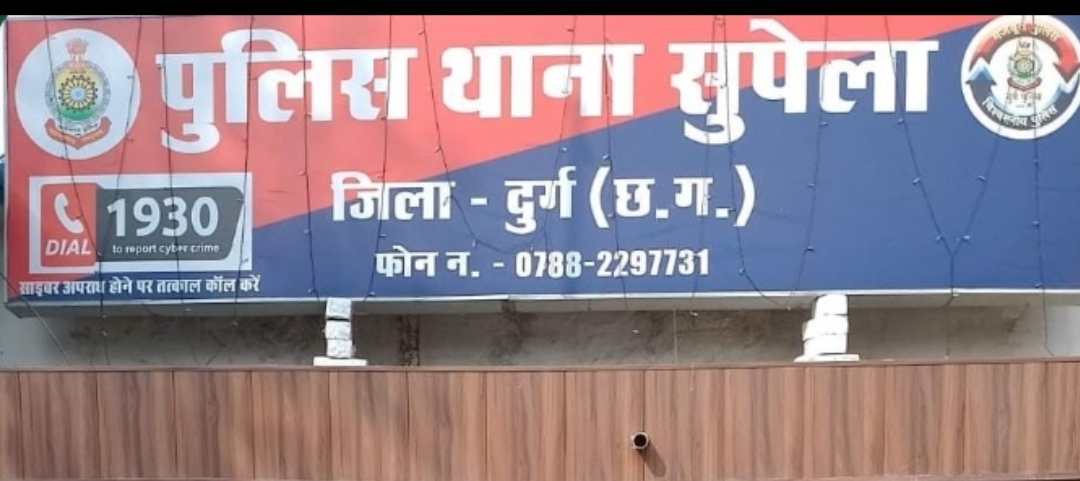 पुलिस थाना सुपेला
जिला - दुर्ग (छ.ग.)
फोन न. - 0788-2297731
DIAL
1930
to report cyber crime
साइबर अपराध होने पर तत्काल कॉल करें